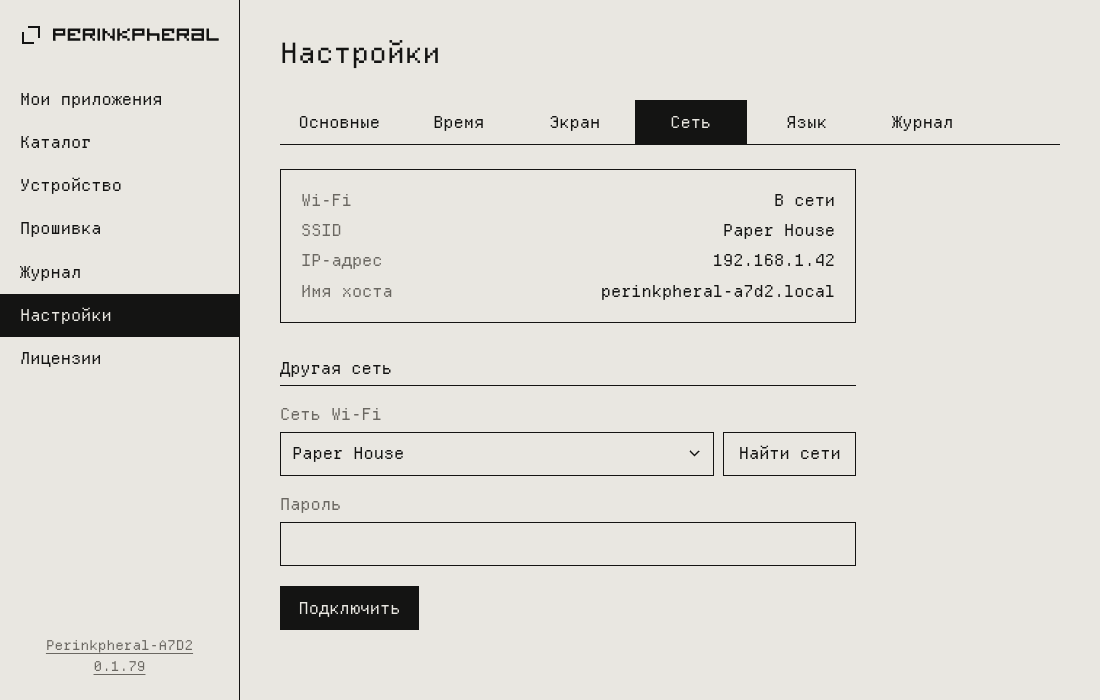 PERINKPHERAL
Мои приложения
Каталог
Устройство
Прошивка
Журнал
Настройки
Лицензии
Perinkpheral-A7D2
0.1.79
Настройки
Основные Время Экран Сеть Язык Журнал
Wi-Fi В сети
SSID Paper House
IP-адрес 192.168.1.42
Имя хоста perinkpheral-a7d2.local
Другая сеть
Сеть Wi-Fi
Paper House Найти сети
Пароль
Подключить